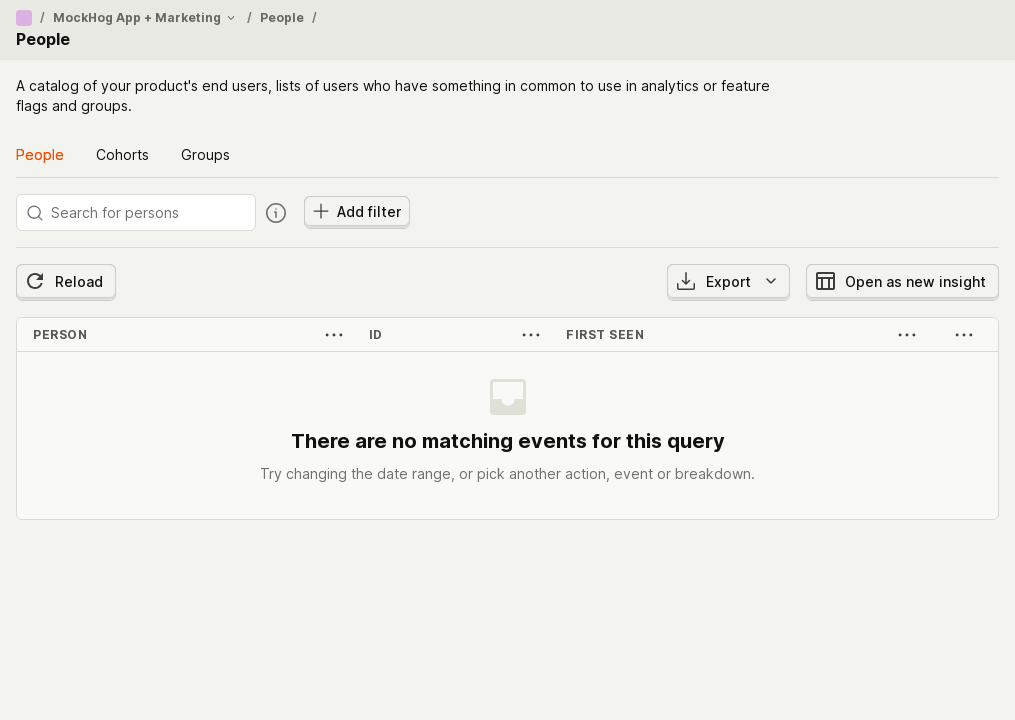 / MockHog App + Marketing / People /
People
A catalog of your product's end users, lists of users who have something in common to use in analytics or feature
flags and groups.
People Cohorts Groups
Search for persons Add filter
Reload Export Open as new insight
PERSON ID FIRST SEEN
There are no matching events for this query
Try changing the date range, or pick another action, event or breakdown.